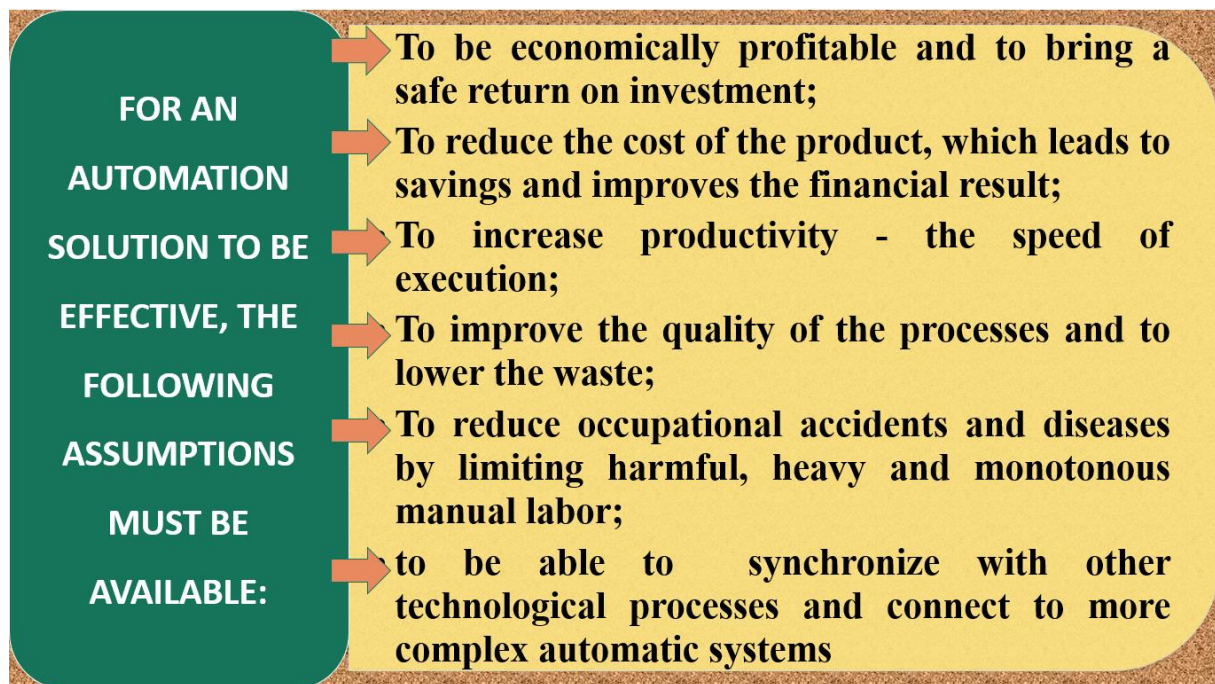 FOR AN
AUTOMATION
SOLUTION TO BE
EFFECTIVE, THE
FOLLOWING
ASSUMPTIONS
MUST BE
AVAILABLE:
To be economically profitable and to bring a
safe return on investment;
To reduce the cost of the product, which leads to
savings and improves the financial result;
To increase productivity - the speed of
execution;
To improve the quality of the processes and to
lower the waste;
To reduce occupational accidents and diseases
by limiting harmful, heavy and monotonous
manual labor;
to be able to synchronize with other
technological processes and connect to more
complex automatic systems